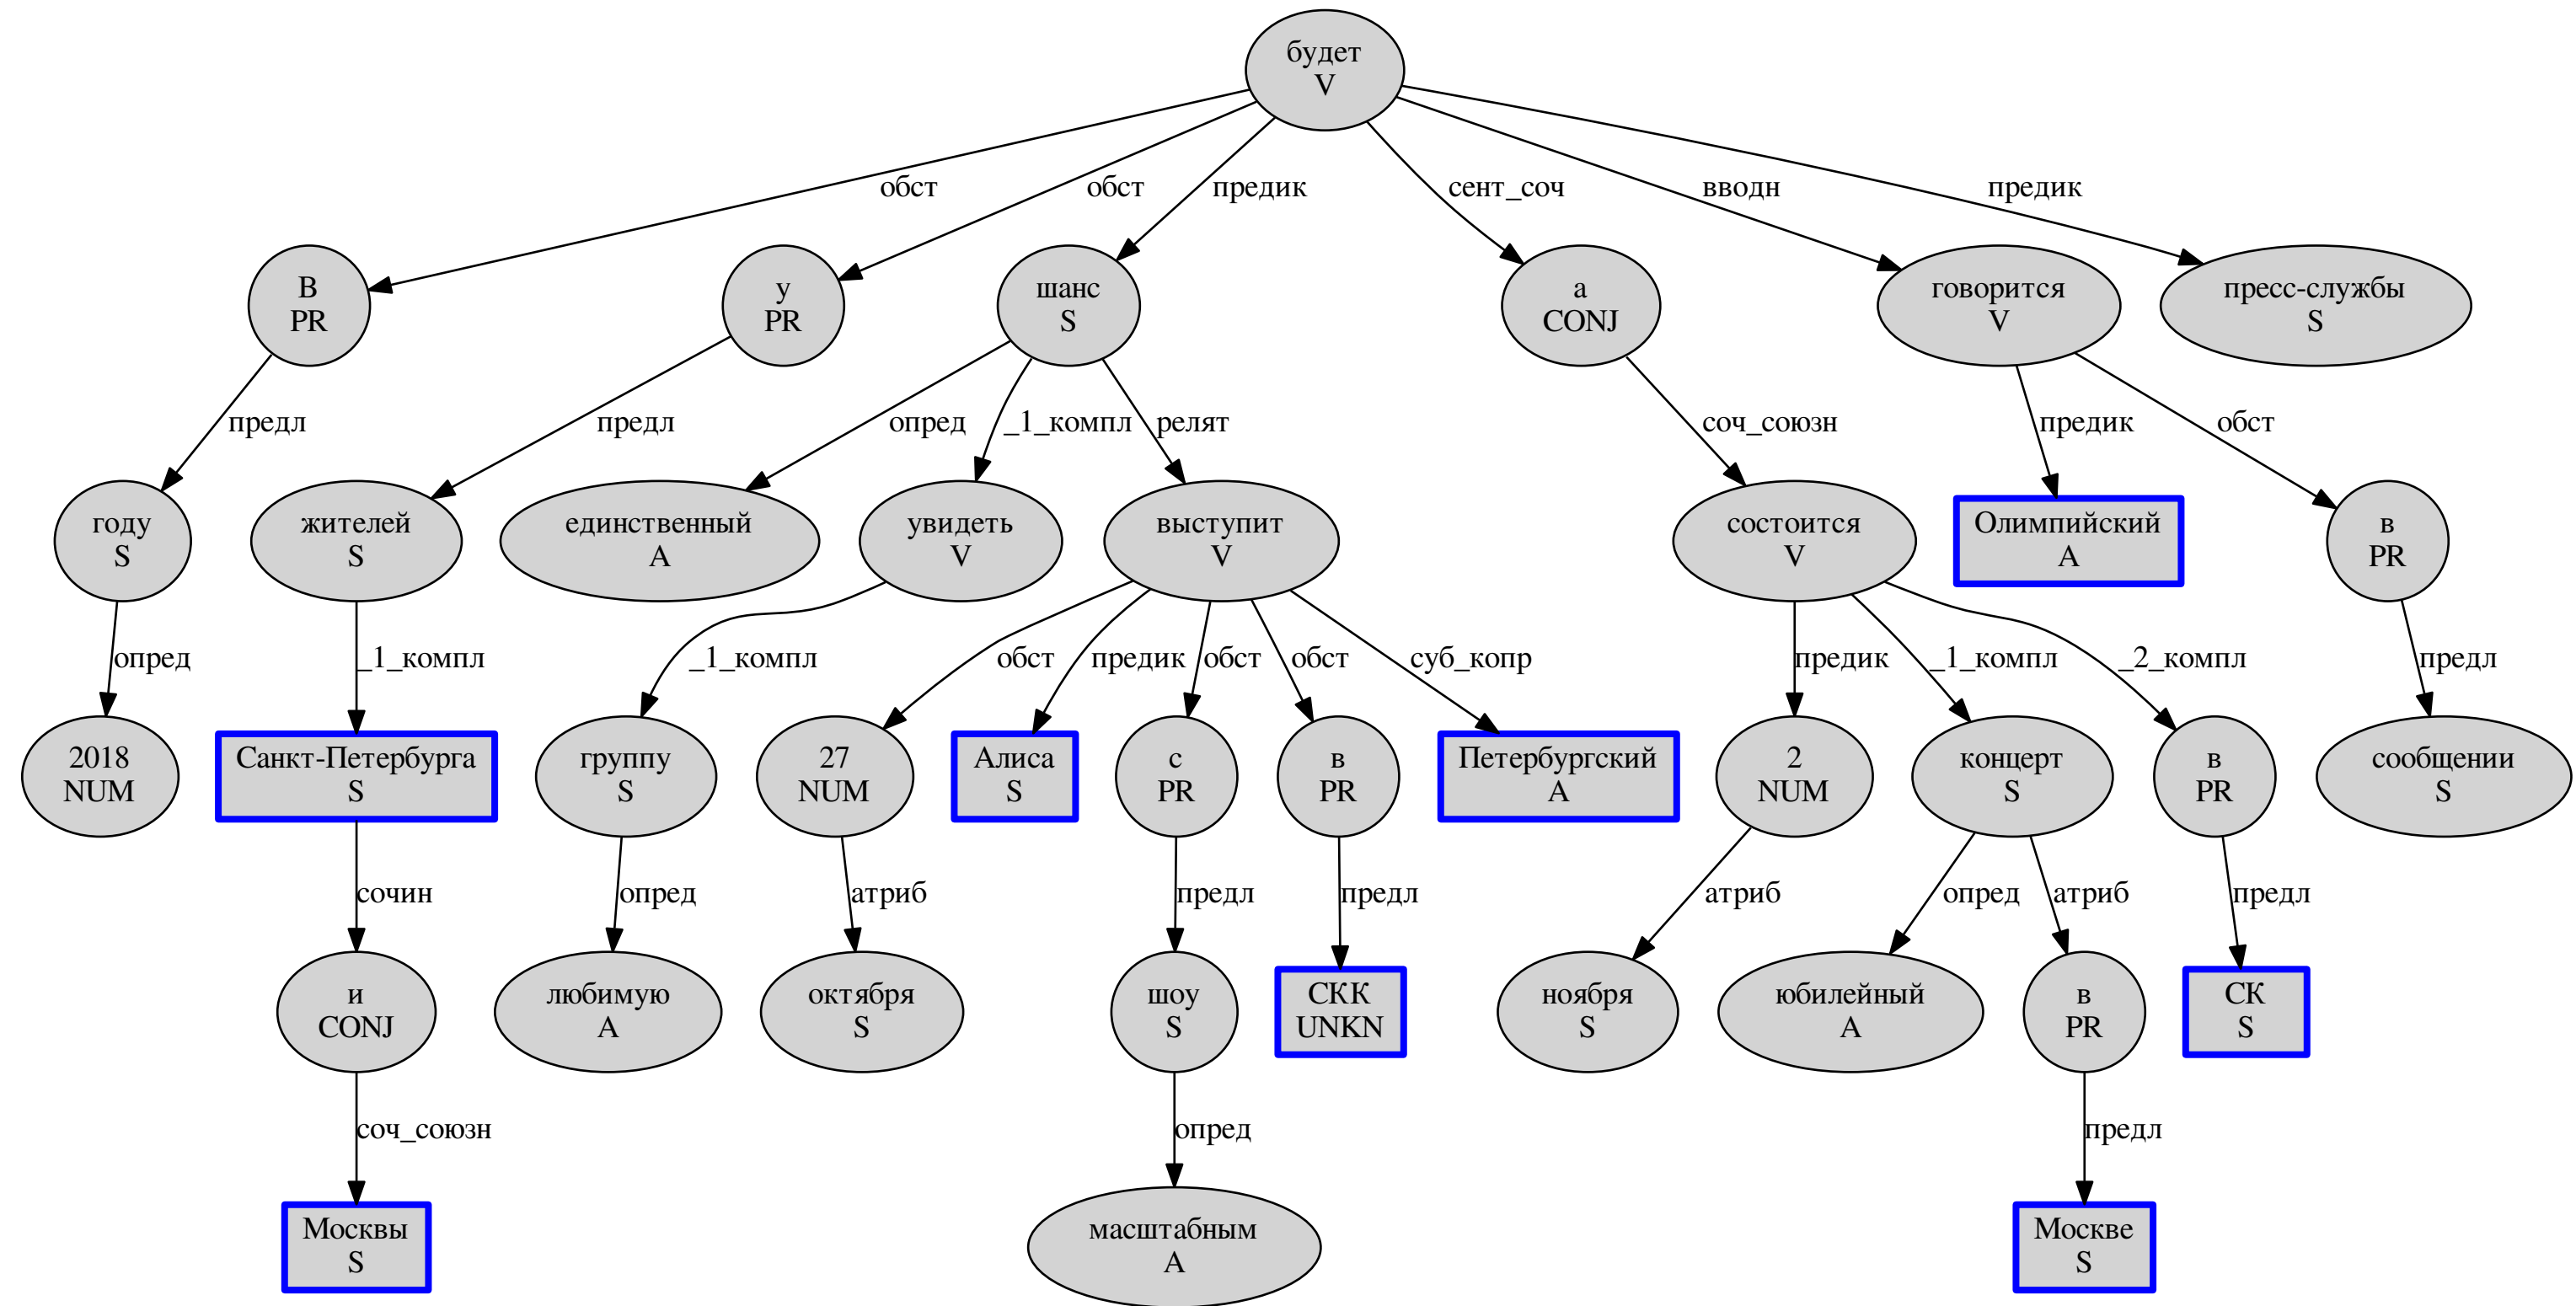 будет
V
обст
обст
предик
сент_соч
вводн
предик
В
PR
у
PR
шанс
S
а
CONJ
говорится
V
пресс-службы
S
предл
предл
опред
_1_компл
релят
соч_союзн
предик
обст
году
S
жителей
S
единственный
A
увидеть
V
выступит
V
состоится
V
Олимпийский
A
в
PR
опред
_1_компл
_1_компл
обст
предик
обст
обст
суб_копр
предик
_1_компл
_2_компл
предл
2018
NUM
Санкт-Петербурга
S
группу
S
27
NUM
Алиса
S
с
PR
в
PR
Петербургский
A
2
NUM
концерт
S
в
PR
сообщении
S
сочин
опред
атриб
предл
предл
атриб
опред
атриб
предл
и
CONJ
любимую
A
октября
S
шоу
S
СКК
UNKN
ноября
S
юбилейный
A
в
PR
СК
S
соч_союзн
опред
предл
Москвы
S
масштабным
A
Москве
S